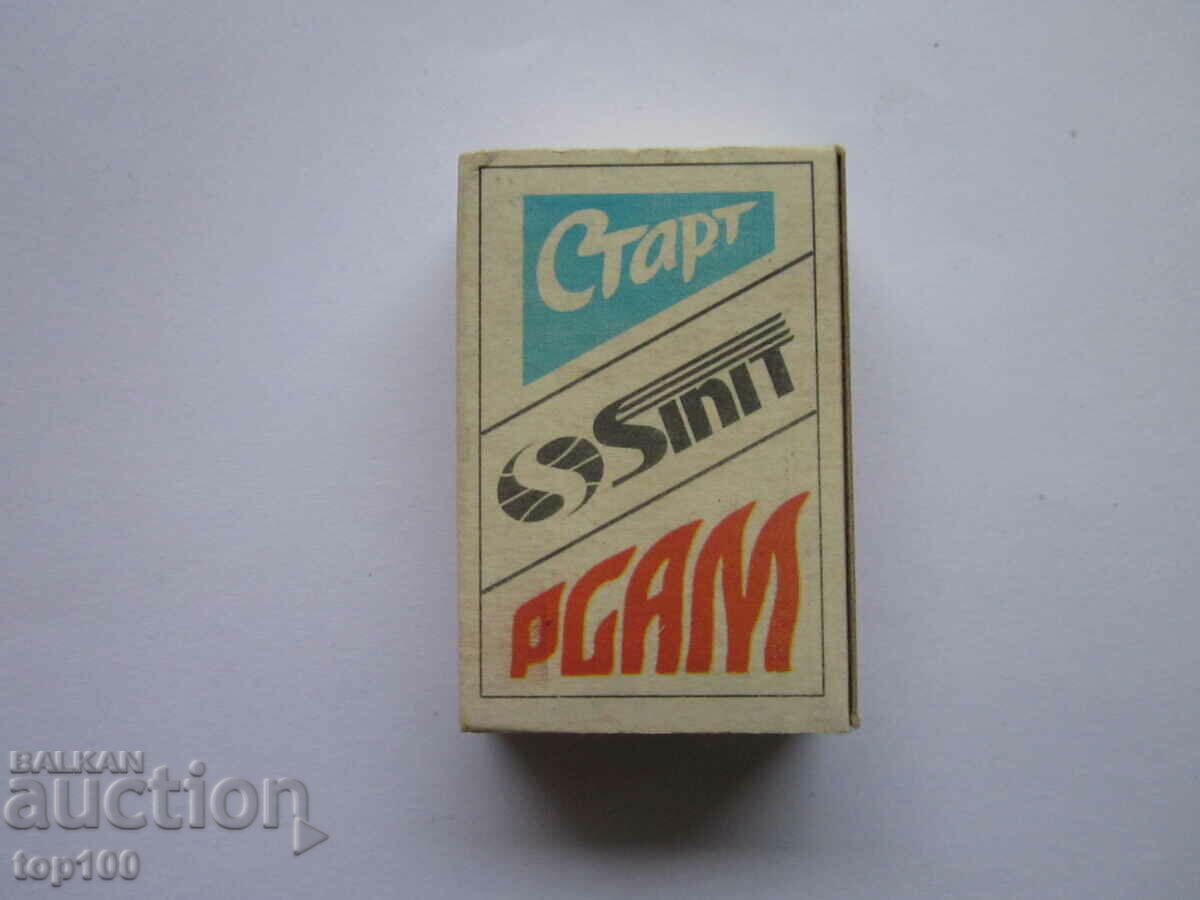 Старт
SINIT
PGAM
BALKAN
auction
top100